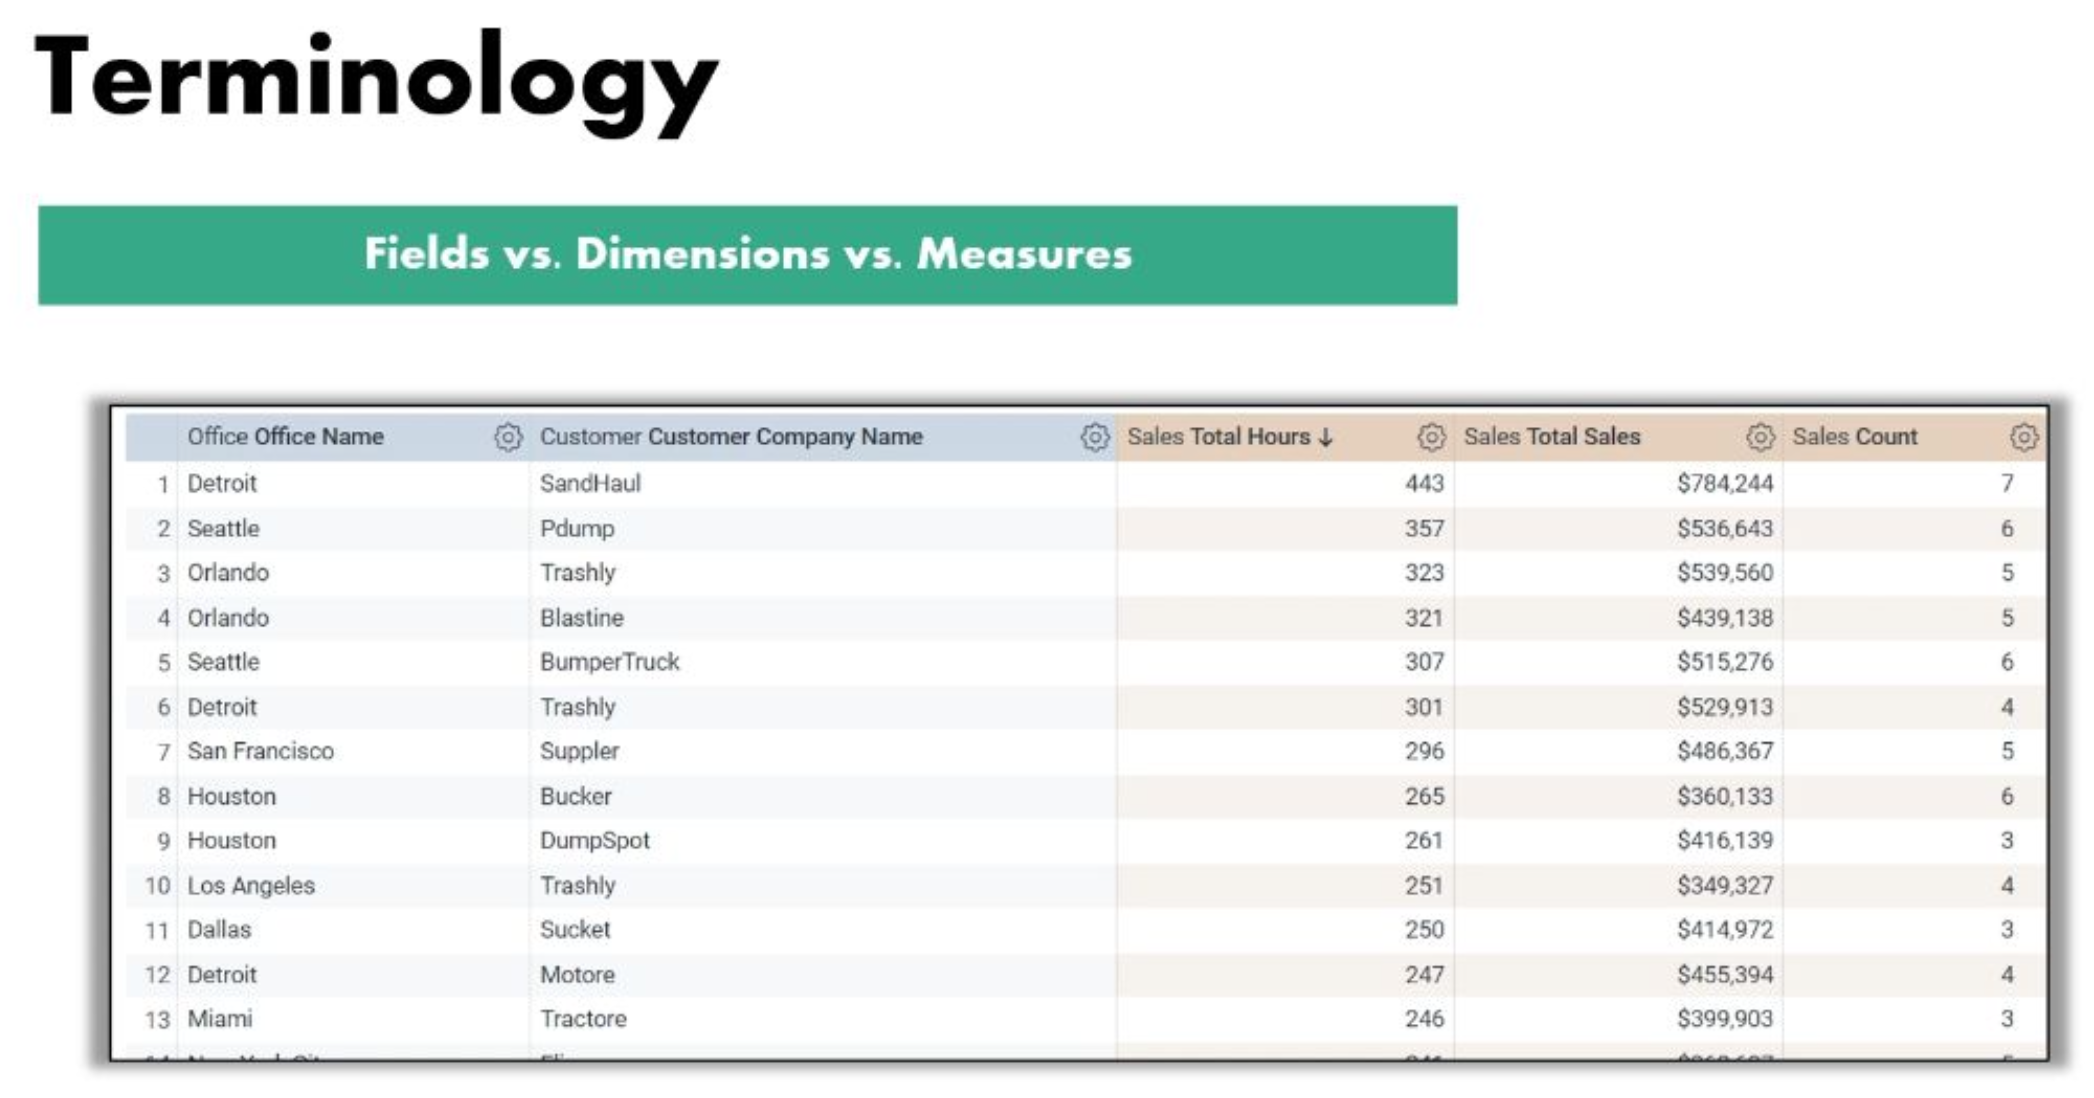 Terminology
Fields vs. Dimensions vs. Measures
Office Office Name Customer Customer Company Name Sales Total Hours ↓ Sales Total Sales Sales Count
1 Detroit SandHaul 443 $784,244 7
2 Seattle Pdump 357 $536,643 6
3 Orlando Trashly 323 $539,560 5
4 Orlando Blastine 321 $439,138 5
5 Seattle BumperTruck 307 $515,276 6
6 Detroit Trashly 301 $529,913 4
7 San Francisco Suppler 296 $486,367 5
8 Houston Bucker 265 $360,133 6
9 Houston DumpSpot 261 $416,139 3
10 Los Angeles Trashly 251 $349,327 4
11 Dallas Sucket 250 $414,972 3
12 Detroit Motore 247 $455,394 4
13 Miami Tractore 246 $399,903 3